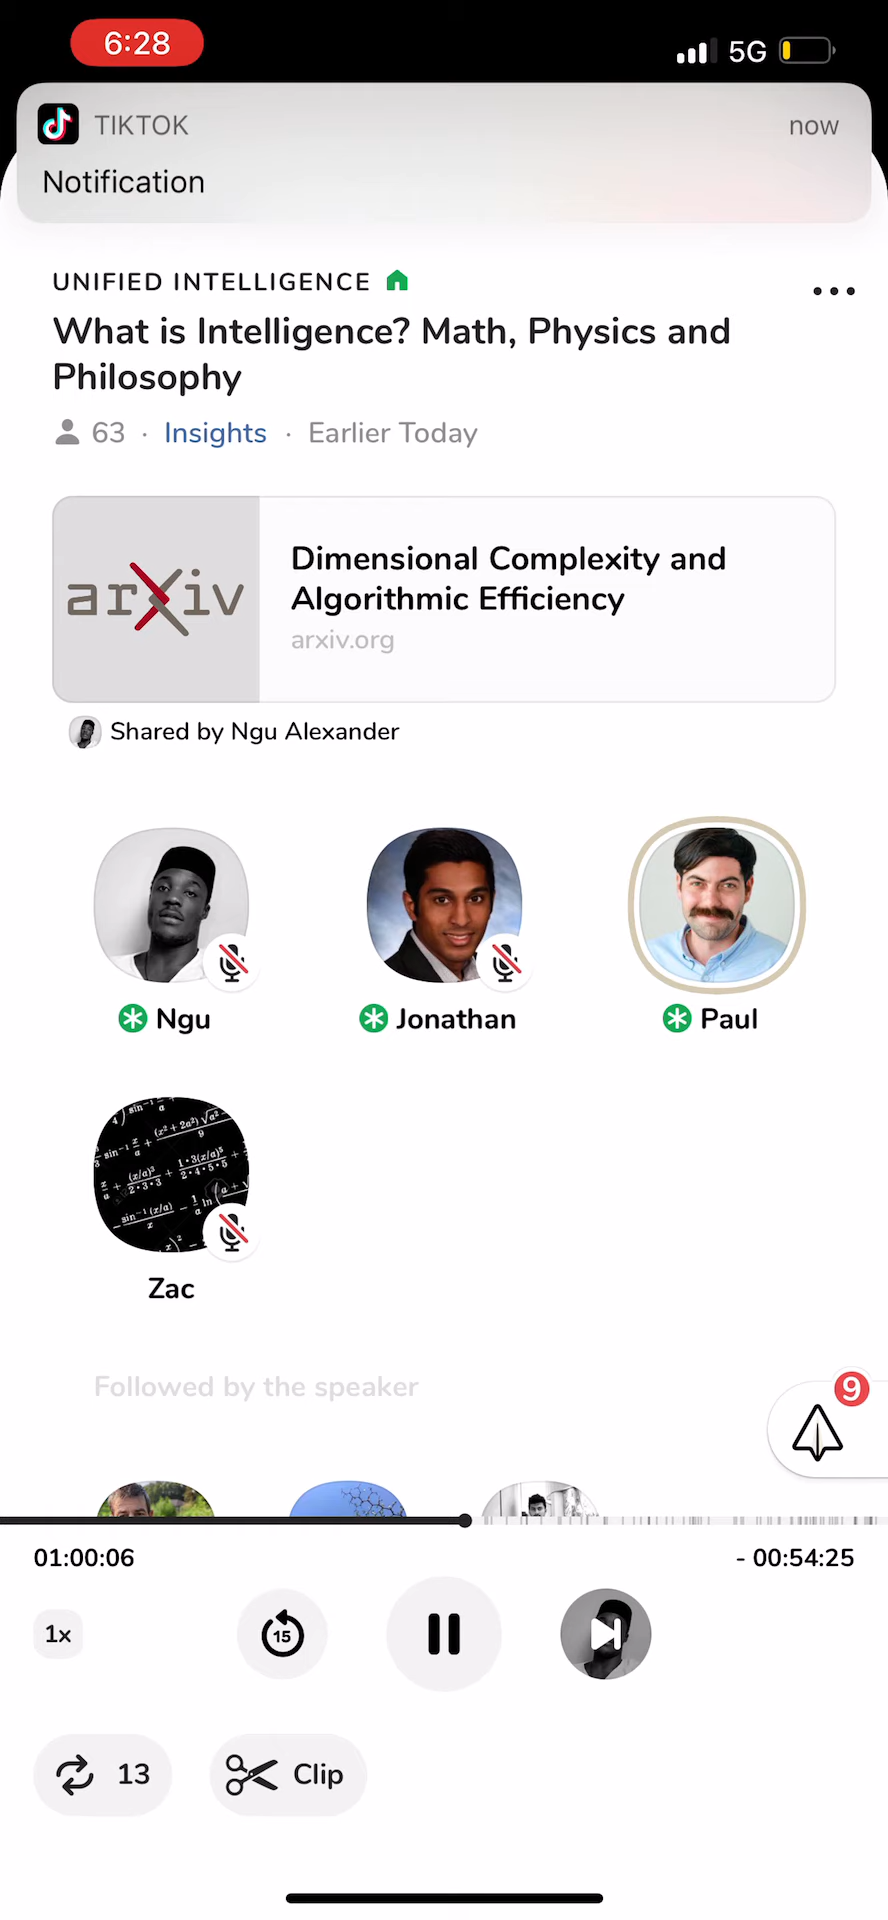 6:28
5G
TIKTOK
now
Notification
UNIFIED INTELLIGENCE
What is Intelligence? Math, Physics and
Philosophy
63 · Insights · Earlier Today
arXiv
Dimensional Complexity and
Algorithmic Efficiency
arxiv.org
Shared by Ngu Alexander
Ngu
Jonathan
Paul
Zac
Followed by the speaker
9
01:00:06
- 00:54:25
1x
15
13
Clip